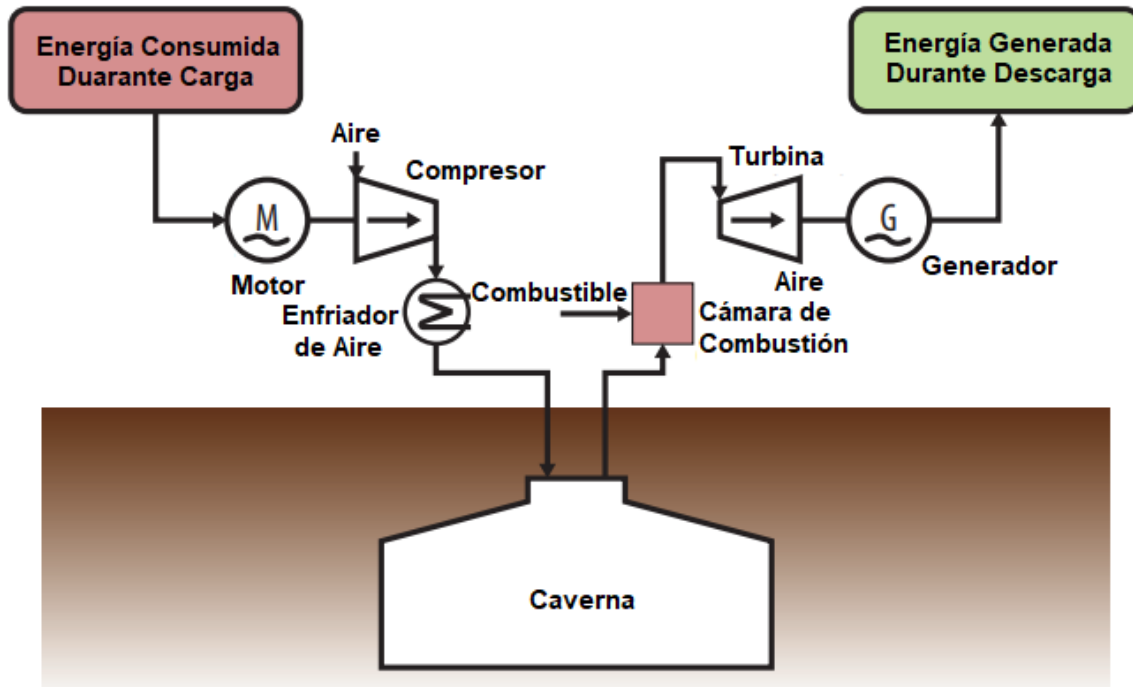 Energía Consumida
Duarante Carga
Energía Generada
Durante Descarga
Aire
Compresor
Turbina
M
G
Motor
Generador
Enfriador
de Aire
Combustible
Aire
Cámara de
Combustión
Caverna